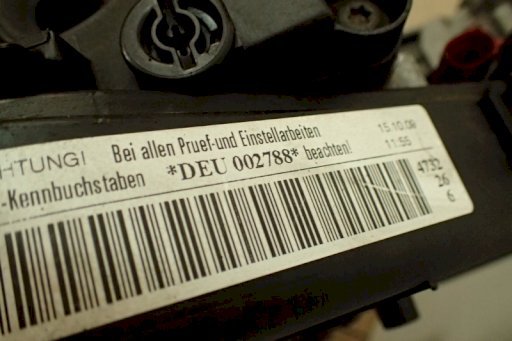 HTUNG! Bei allen Pruef-und Einstellarbeiten 15.10.08
-Kennbuchstaben *DEU 002788* beachten! 11:55
4732
26
6